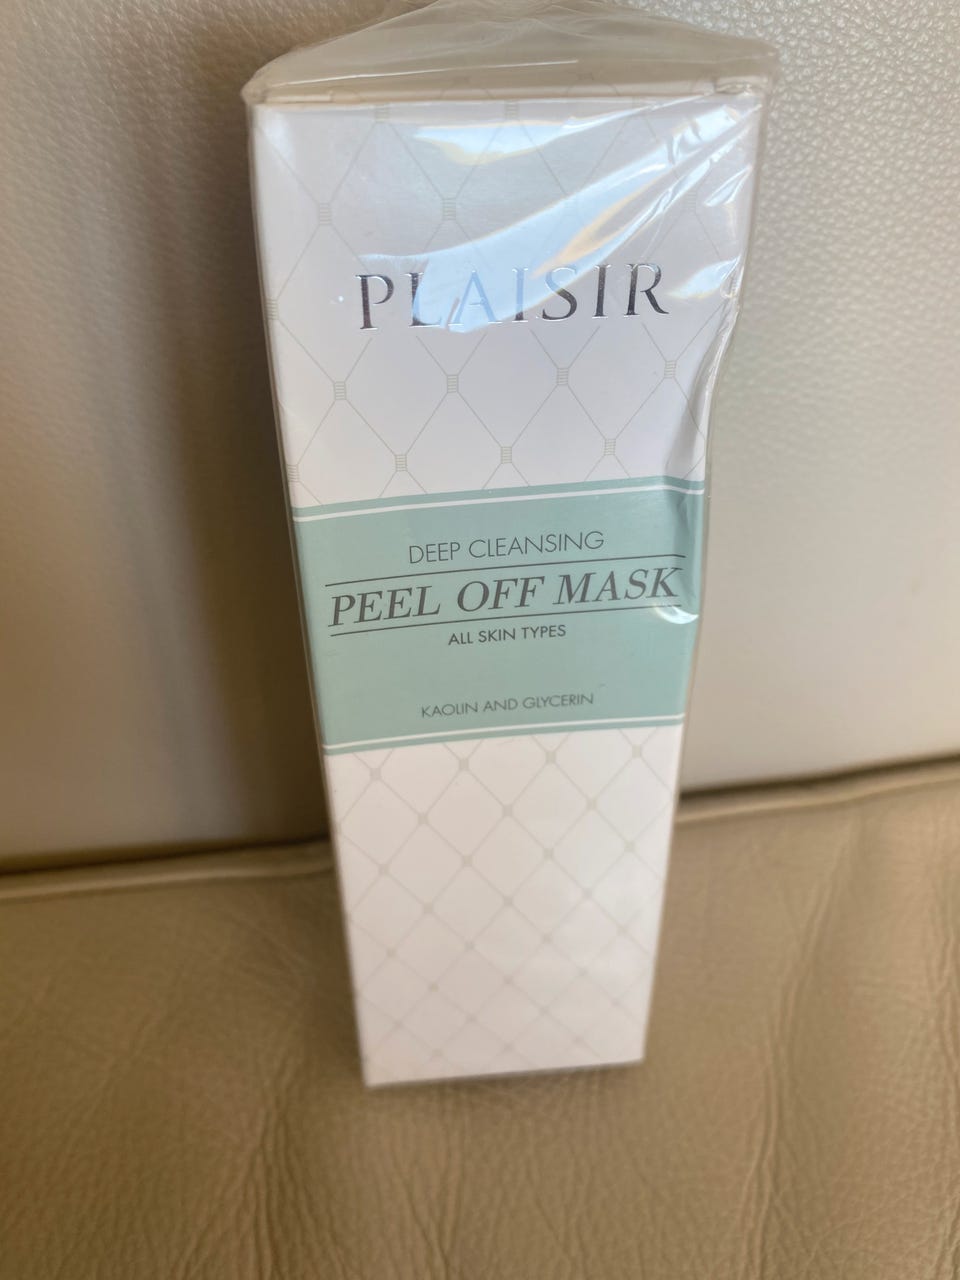 PLAISIR
DEEP CLEANSING
PEEL OFF MASK
ALL SKIN TYPES
KAOLIN AND GLYCERIN